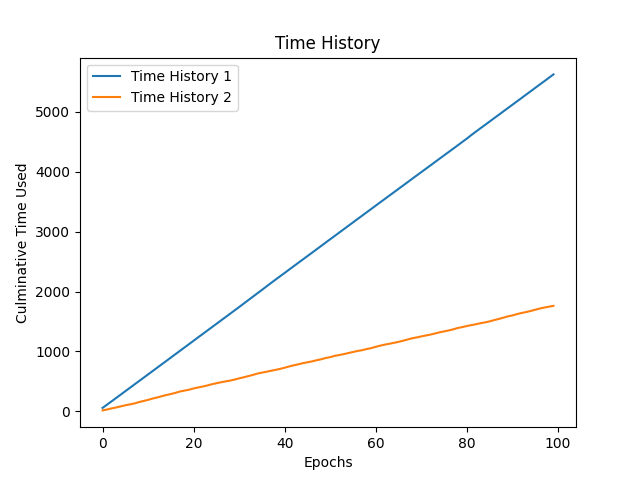 Time History
Time History 1
Time History 2
Culminative Time Used
5000
4000
3000
2000
1000
0
0 20 40 60 80 100
Epochs